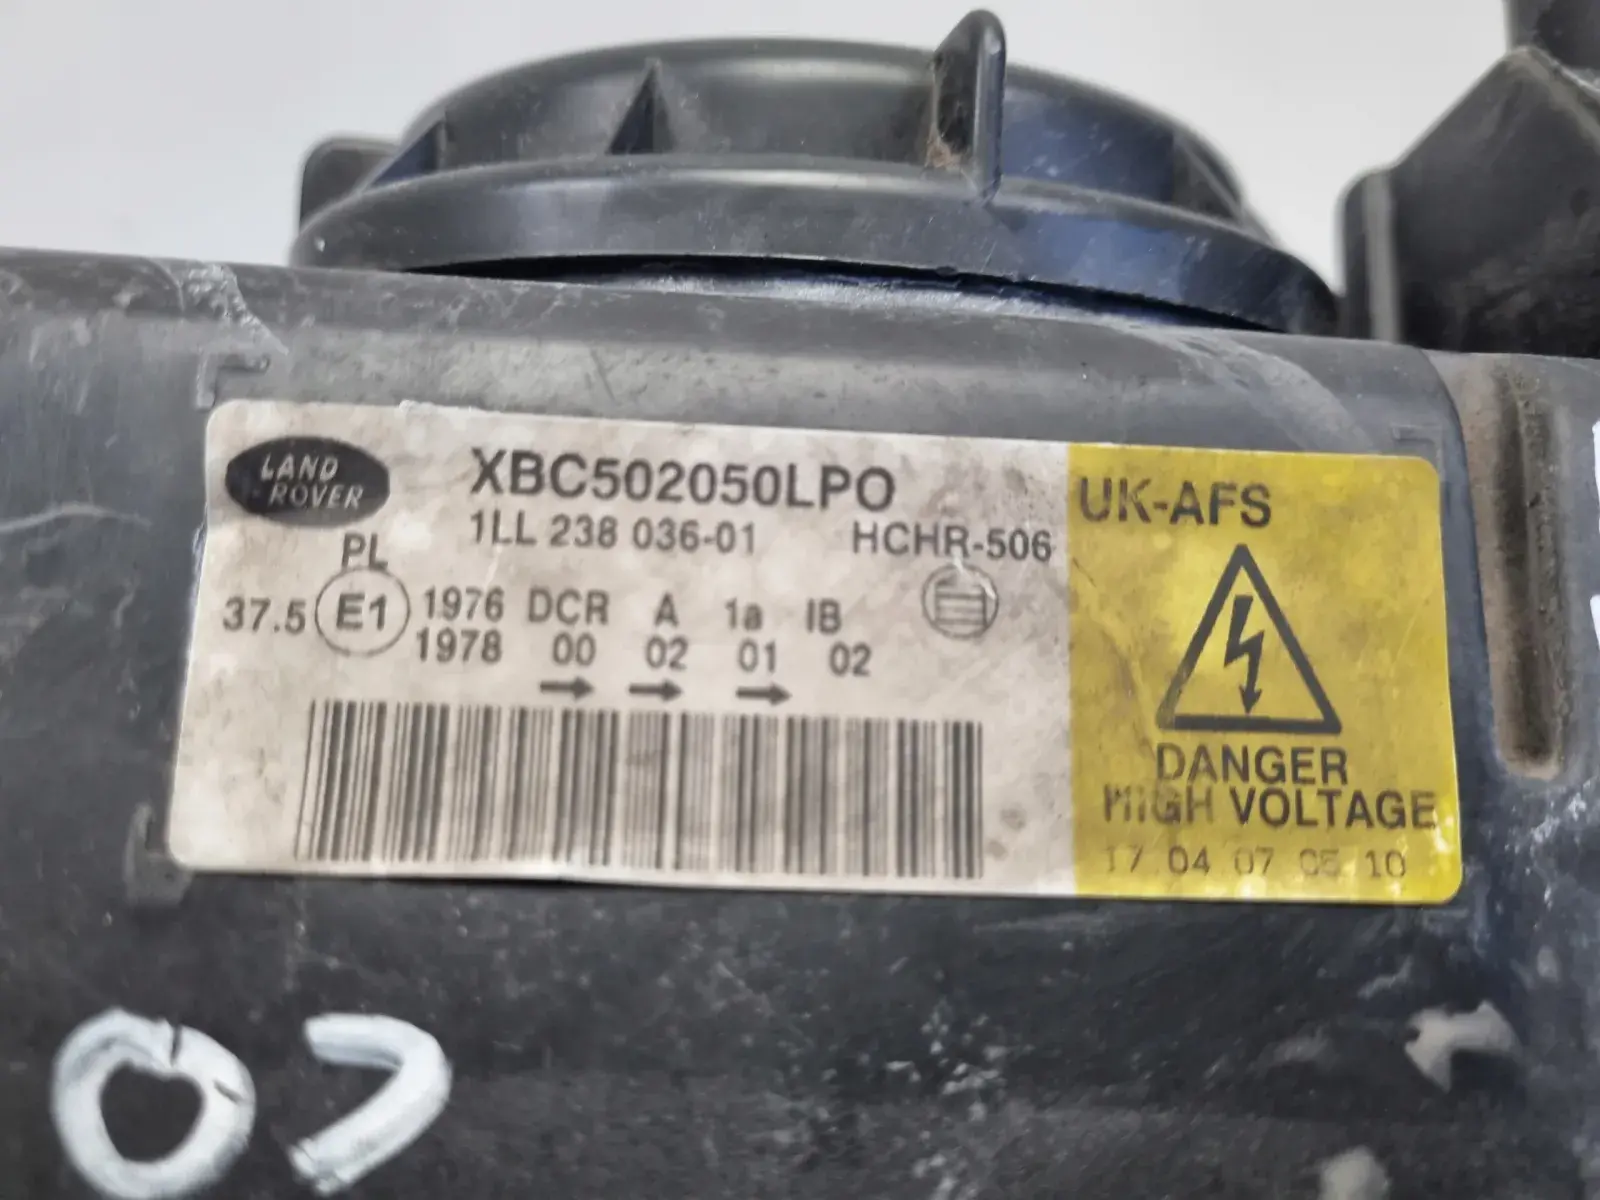 LAND
ROVER
XBC502050LPO
1LL 238 036-01 HCHR-506
PL
37.5 E1 1976 DCR A 1a IB
1978 00 02 01 02
UK-AFS
DANGER
HIGH VOLTAGE
17 04 07 05 10
07